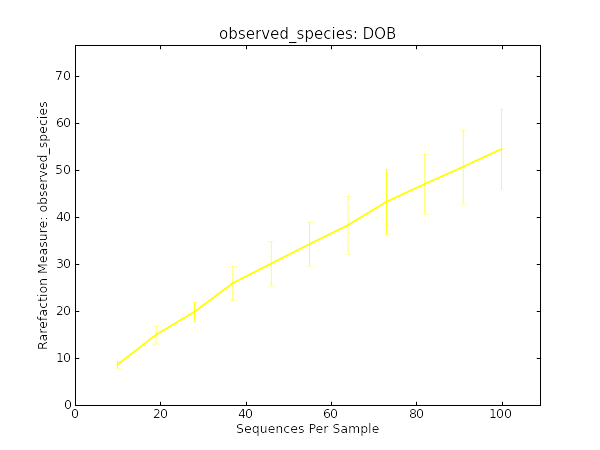 observed_species: DOB
Rarefaction Measure: observed_species
70
60
50
40
30
20
10
0
0 20 40 60 80 100
Sequences Per Sample